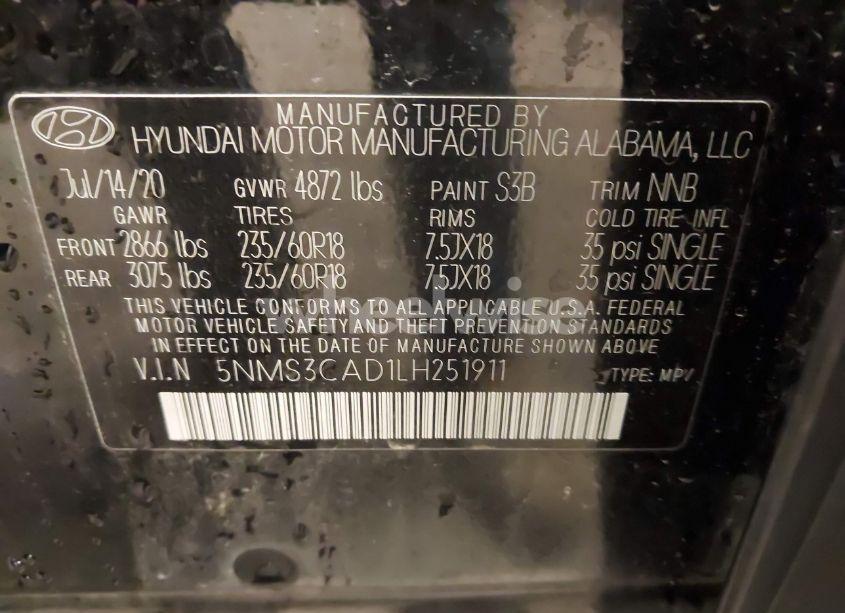 MANUFACTURED BY
HYUNDAI MOTOR MANUFACTURING ALABAMA, LLC
Jul/14/20 GVWR 4872 lbs PAINT S3B TRIM NNB
GAWR TIRES RIMS COLD TIRE INFL
FRONT 2866 lbs 235/60R18 7.5JX18 35 psi SINGLE
REAR 3075 lbs 235/60R18 7.5JX18 35 psi SINGLE
THIS VEHICLE CONFORMS TO ALL APPLICABLE U.S.A. FEDERAL
MOTOR VEHICLE SAFETY AND THEFT PREVENTION STANDARDS
IN EFFECT ON THE DATE OF MANUFACTURE SHOWN ABOVE
V.I.N 5NMS3CAD1LH251911 TYPE: MPV